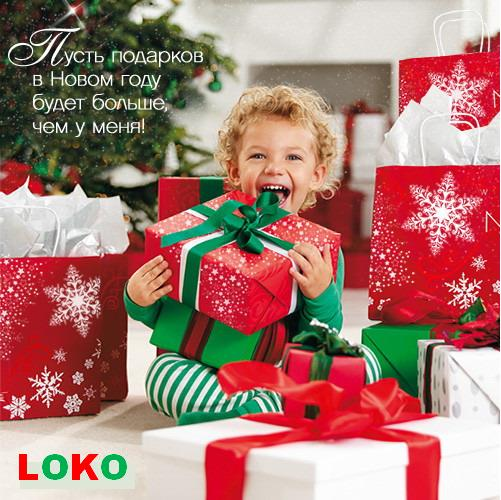 Пусть подарков
в Новом году
будет больше,
чем у меня!
LOKO